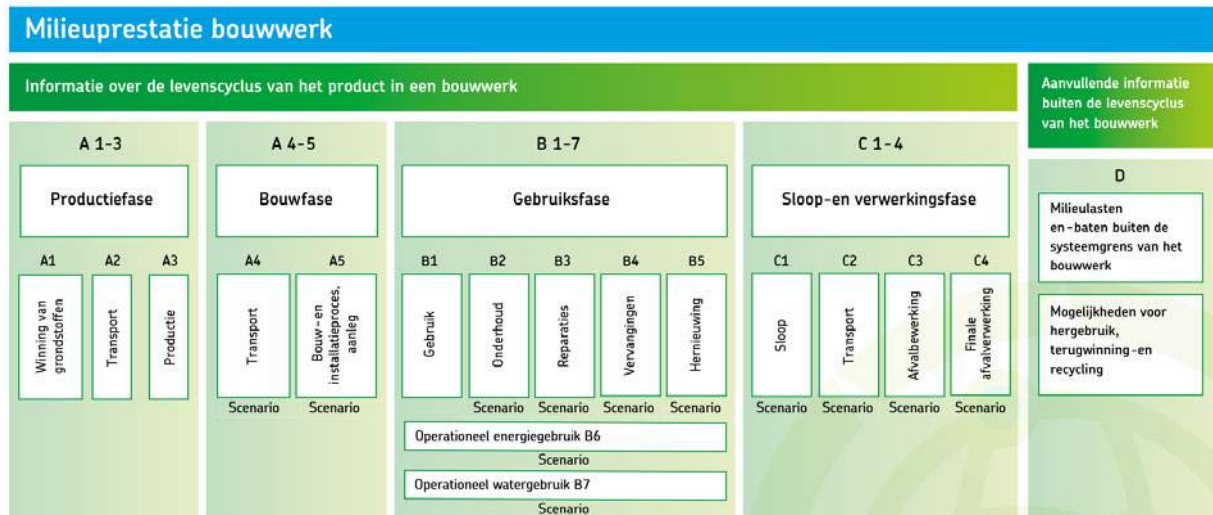 Milieuprestatie bouwwerk
Informatie over de levenscyclus van het product in een bouwwerk
Aanvullende informatie
buiten de levenscyclus
van het bouwwerk
A 1-3
Productiefase
A1
A2
A3
Winning van
grondstoffen
Transport
Productie
A 4-5
Bouwfase
A4
A5
Transport
Bouw- en
installatieproces,
aanleg
Scenario
Scenario
B 1-7
Gebruiksfase
B1
B2
B3
B4
B5
Gebruik
Onderhoud
Reparaties
Vervangingen
Hernieuwing
Scenario
Scenario
Scenario
Scenario
Operationeel energiegebruik B6
Scenario
Operationeel watergebruik B7
Scenario
C 1-4
Sloop-en verwerkingsfase
C1
C2
C3
C4
Sloop
Transport
Afvalbewerking
Finale
afvalverwerking
Scenario
Scenario
Scenario
Scenario
D
Milieulasten
en-baten buiten de
systeemgrens van het
bouwwerk
Mogelijkheden voor
hergebruik,
terugwinning-en
recycling